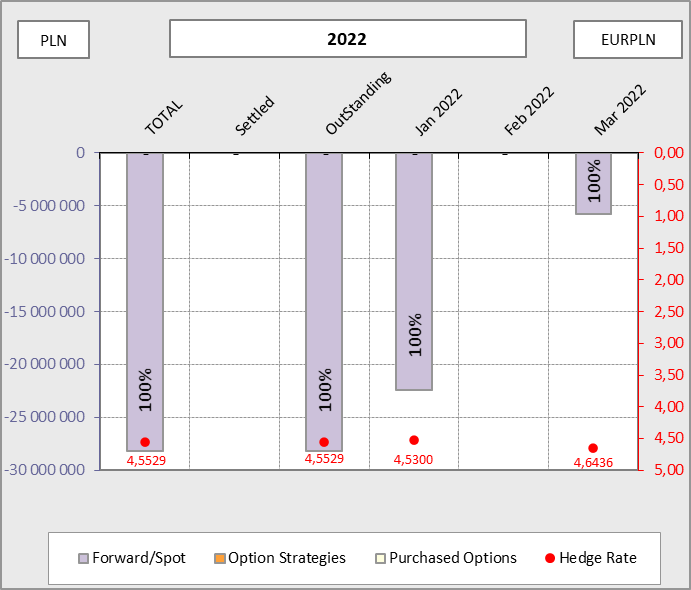 PLN
2022
EURPLN
TOTAL
Settled
OutStanding
Jan 2022
Feb 2022
Mar 2022
0
-5 000 000
-10 000 000
-15 000 000
-20 000 000
-25 000 000
-30 000 000
0,00
0,50
1,00
1,50
2,00
2,50
3,00
3,50
4,00
4,50
5,00
100%
100%
100%
100%
4,5529
4,5529
4,5300
4,6436
Forward/Spot
Option Strategies
Purchased Options
Hedge Rate